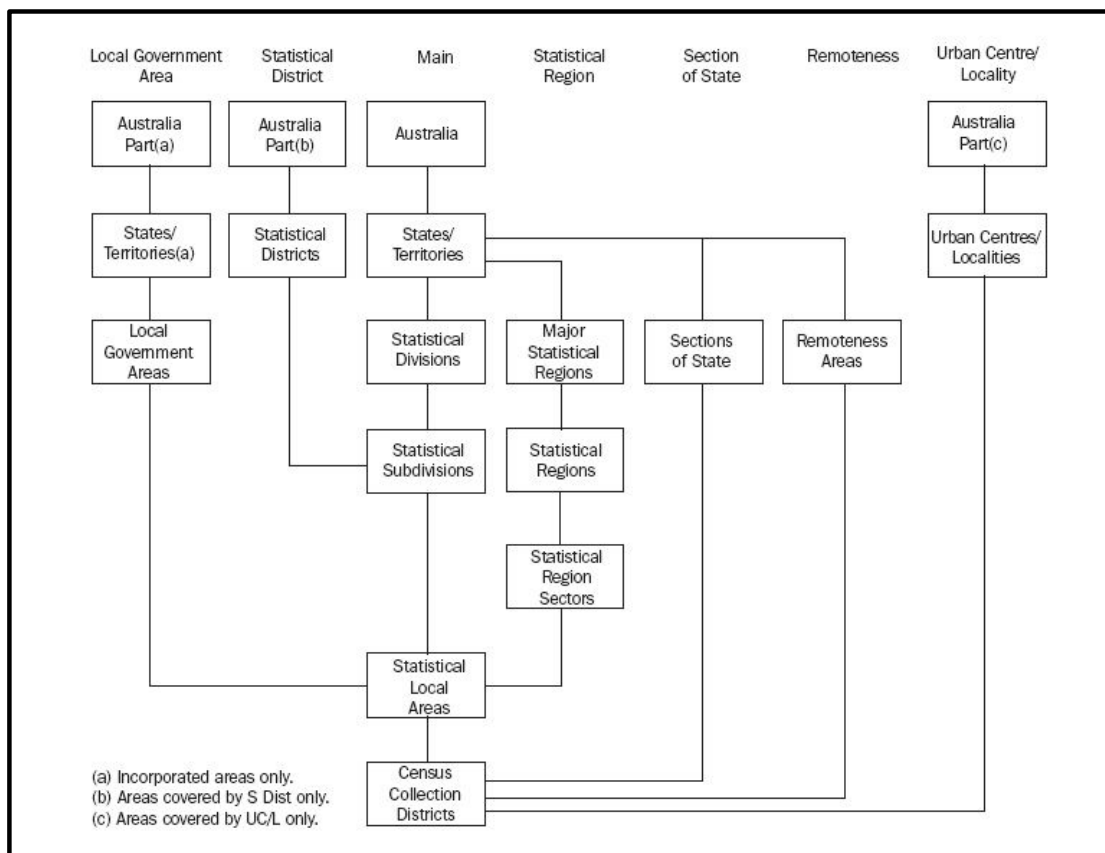 Local Government
Area
Statistical
District
Main
Statistical
Region
Section
of State
Remoteness
Urban Centre/
Locality
Australia
Part(a)
Australia
Part(b)
Australia
Australia
Part(c)
States/
Territories(a)
Statistical
Districts
States/
Territories
Urban Centres/
Localities
Local
Government
Areas
Statistical
Divisions
Major
Statistical
Regions
Sections
of State
Remoteness
Areas
Statistical
Subdivisions
Statistical
Regions
Statistical
Region
Sectors
Statistical
Local
Areas
Census
Collection
Districts
(a) Incorporated areas only.
(b) Areas covered by S Dist only.
(c) Areas covered by UC/L only.